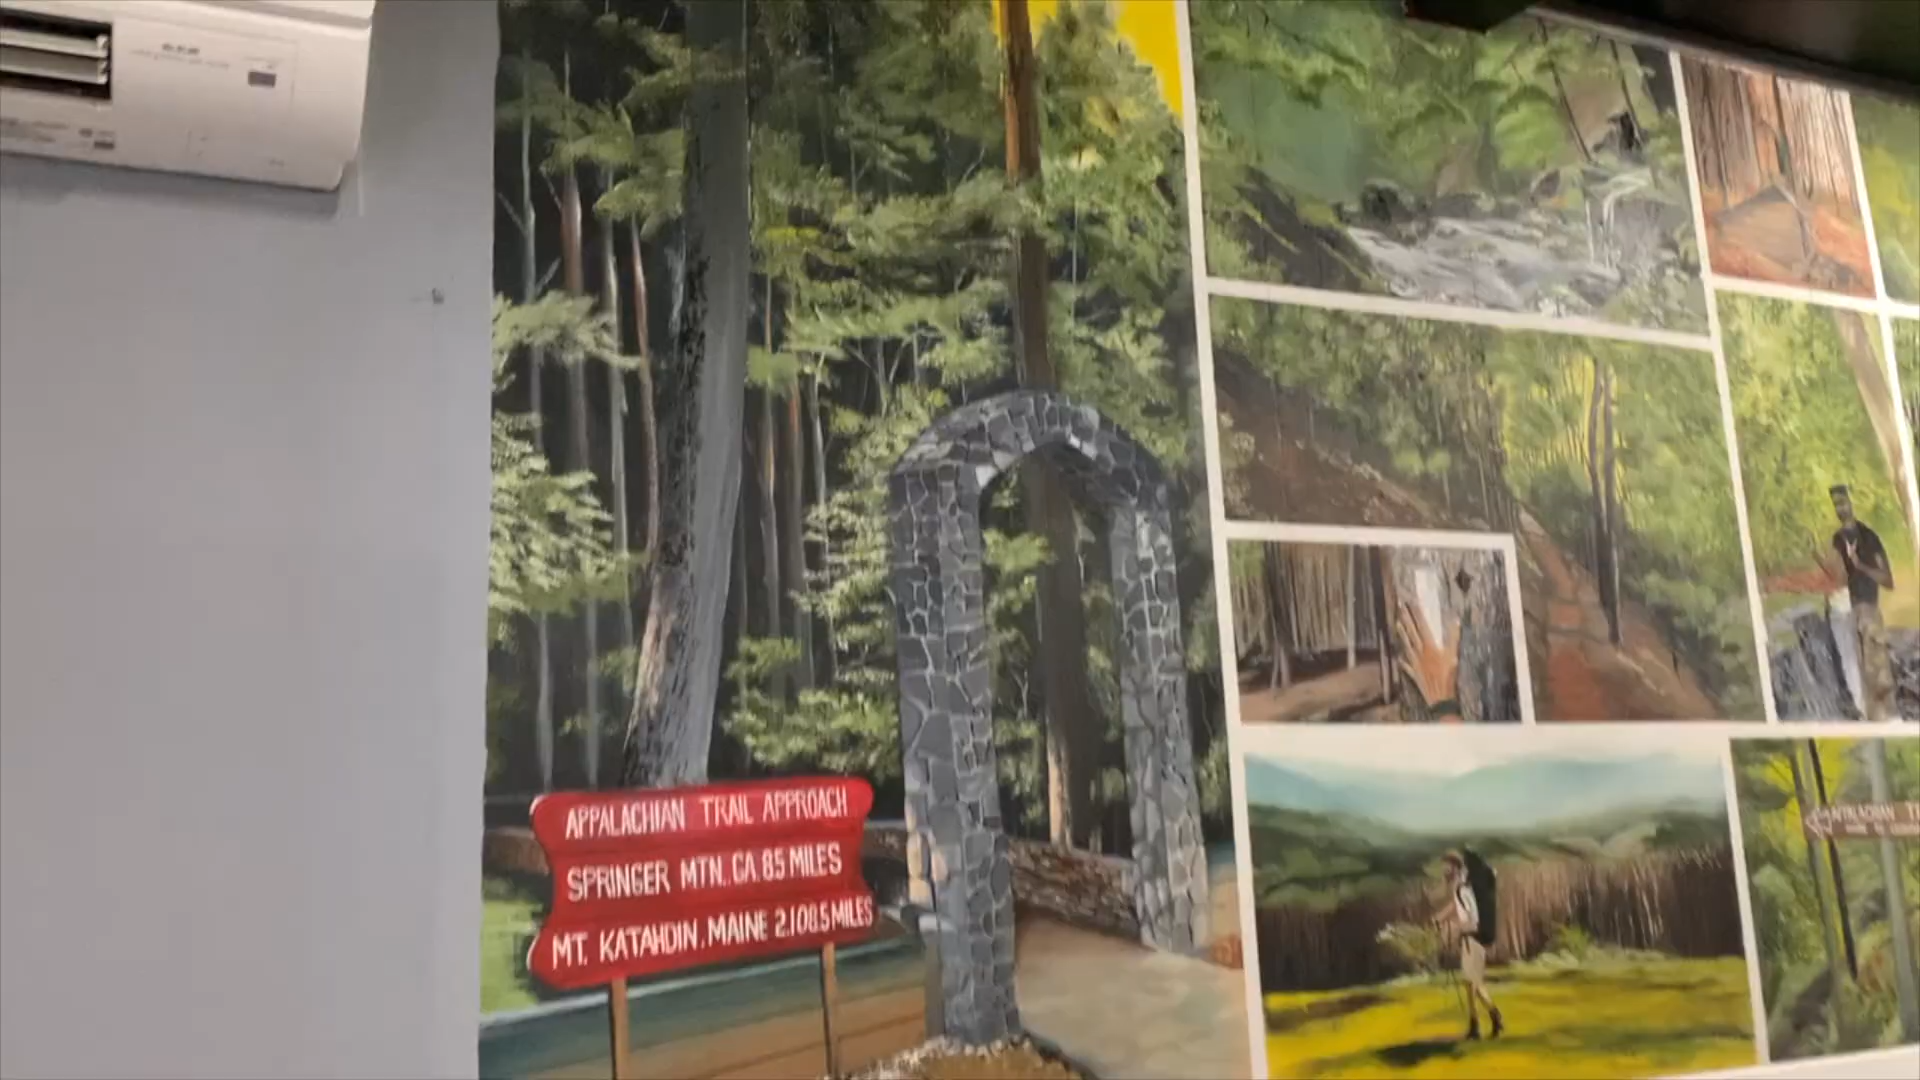 APPALACHIAN TRAIL APPROACH
SPRINGER MTN. GA. 8.5 MILES
MT. KATAHDIN, MAINE 2,108.5 MILES